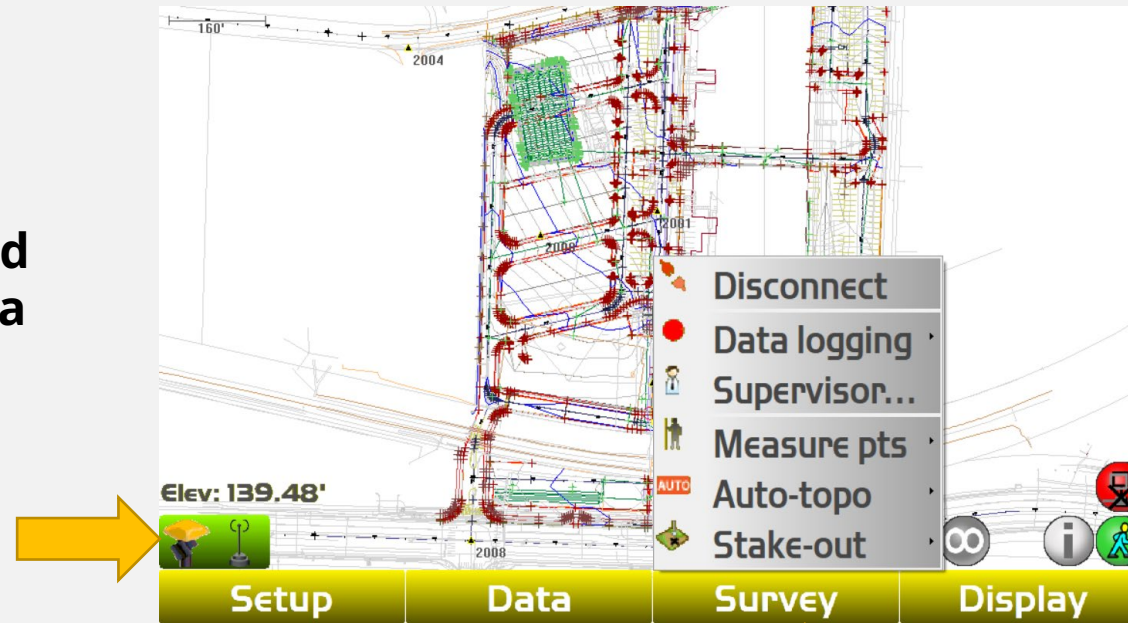 160'
2004
d
a
2001
2000
Disconnect
Data logging
Supervisor...
Measure pts
AUTO
Auto-topo
Stake-out
Elev: 139.48'
2008
i
Setup
Data
Survey
Display